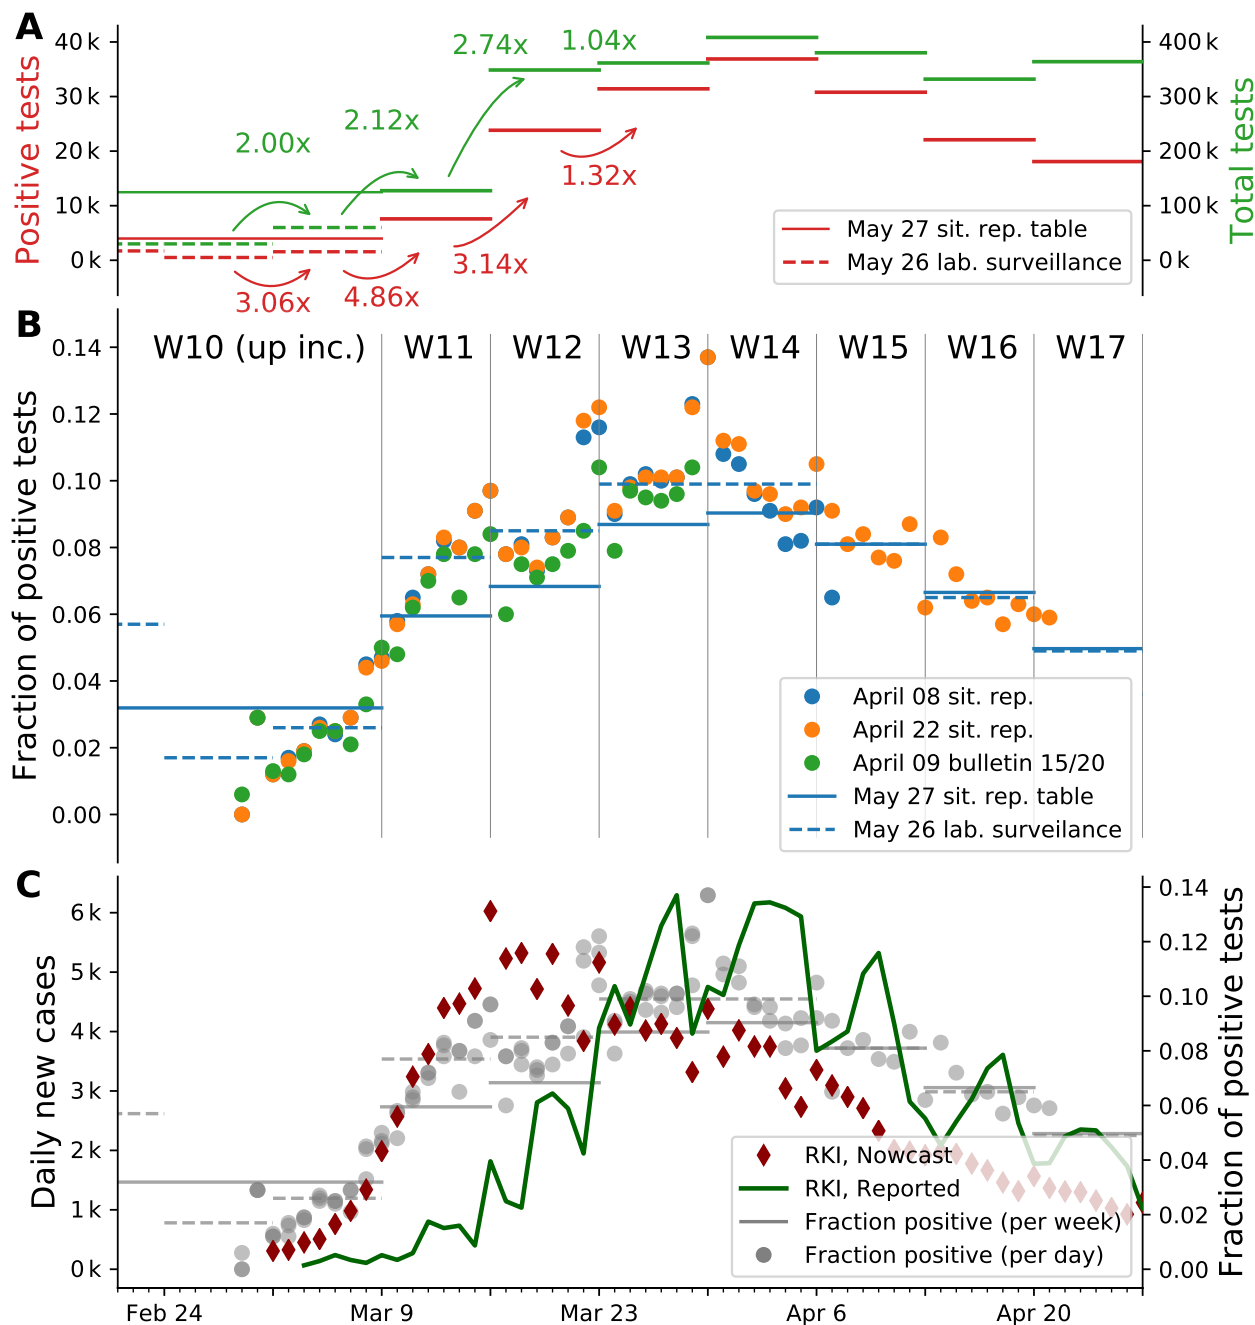 A
Positive tests
40 k
30 k
20 k
10 k
0 k
2.00x
2.12x
2.74x
1.04x
3.06x
4.86x
3.14x
1.32x
400k
300k
200k
100k
0 k
Total tests
May 27 sit. rep. table
May 26 lab. surveillance
B
Fraction of positive tests
0.14
0.12
0.10
0.08
0.06
0.04
0.02
0.00
W10 (up inc.)
W11
W12
W13
W14
W15
W16
W17
April 08 sit. rep.
April 22 sit. rep.
April 09 bulletin 15/20
May 27 sit. rep. table
May 26 lab. surveilance
C
Daily new cases
6 k
5 k
4 k
3 k
2 k
1 k
0 k
0.14
0.12
0.10
0.08
0.06
0.04
0.02
0.00
Fraction of positive tests
RKI, Nowcast
RKI, Reported
Fraction positive (per week)
Fraction positive (per day)
Feb 24
Mar 9
Mar 23
Apr 6
Apr 20